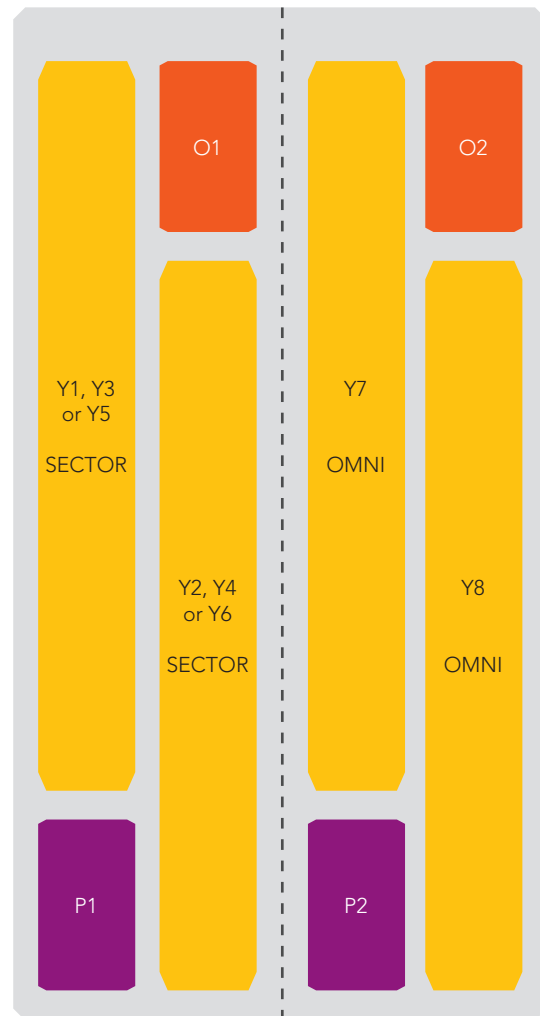 O1
O2
Y1, Y3
or Y5
SECTOR
Y7
OMNI
Y2, Y4
or Y6
SECTOR
Y8
OMNI
P1
P2